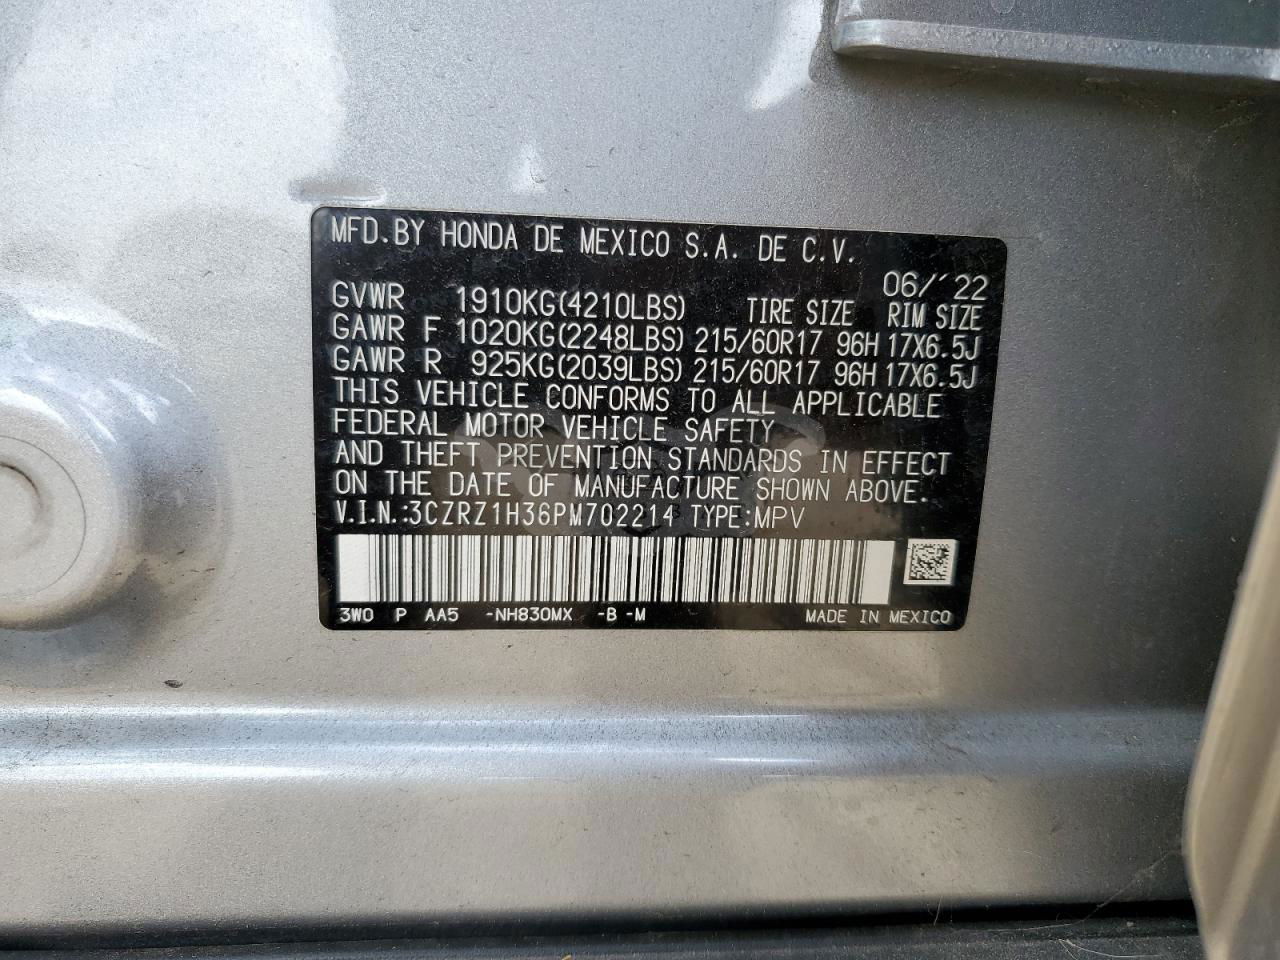 MFD.BY HONDA DE MEXICO S.A. DE C.V.
06/'22
GVWR 1910KG(4210LBS) TIRE SIZE RIM SIZE
GAWR F 1020KG(2248LBS) 215/60R17 96H 17X6.5J
GAWR R 925KG(2039LBS) 215/60R17 96H 17X6.5J
THIS VEHICLE CONFORMS TO ALL APPLICABLE
FEDERAL MOTOR VEHICLE SAFETY
AND THEFT PREVENTION STANDARDS IN EFFECT
ON THE DATE OF MANUFACTURE SHOWN ABOVE.
V.I.N.:3CZRZ1H36PM702214 TYPE:MPV
3W0 P AA5 -NH830MX -B -M MADE IN MEXICO